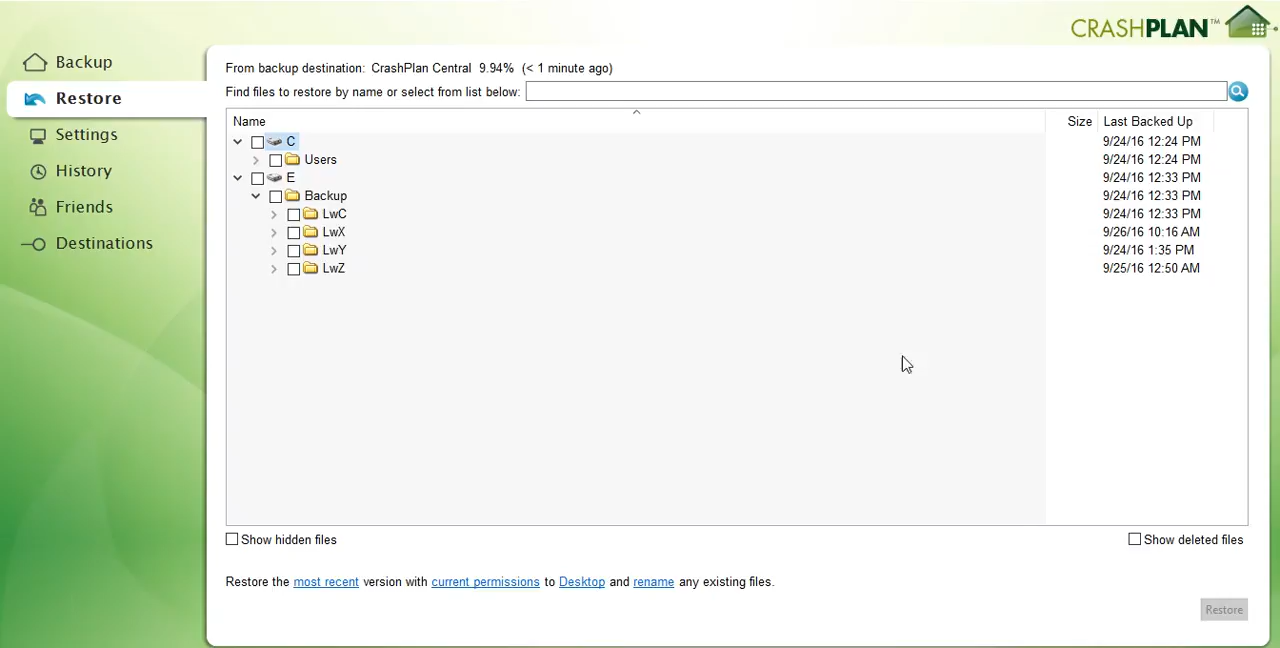 CRASHPLAN™
Backup
Restore
Settings
History
Friends
Destinations
From backup destination: CrashPlan Central 9.94% (< 1 minute ago)
Find files to restore by name or select from list below:
Name Size Last Backed Up
C 9/24/16 12:24 PM
Users 9/24/16 12:24 PM
E 9/24/16 12:33 PM
Backup 9/24/16 12:33 PM
LwC 9/24/16 12:33 PM
LwX 9/26/16 10:16 AM
LwY 9/24/16 1:35 PM
LwZ 9/25/16 12:50 AM
Show hidden files Show deleted files
Restore the most recent version with current permissions to Desktop and rename any existing files.
Restore